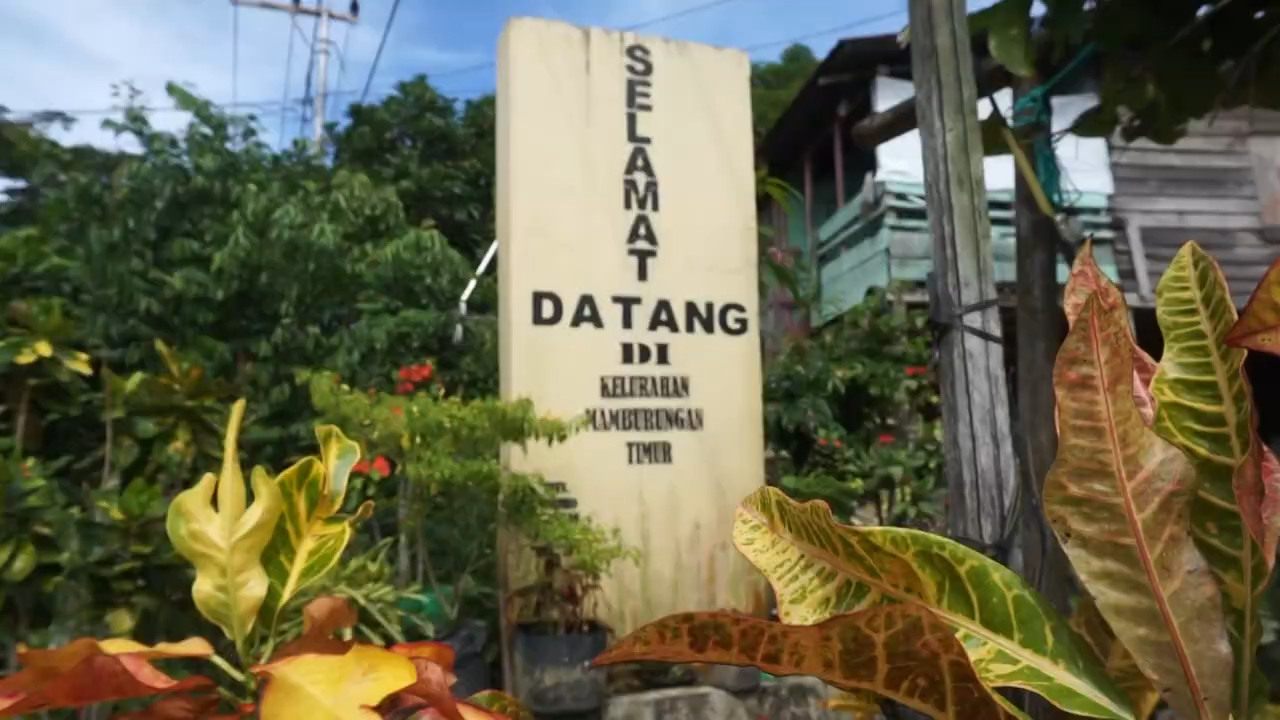 SELAMAT
DATANG
DI
KELURAHAN
MAMBURUNGAN
TIMUR